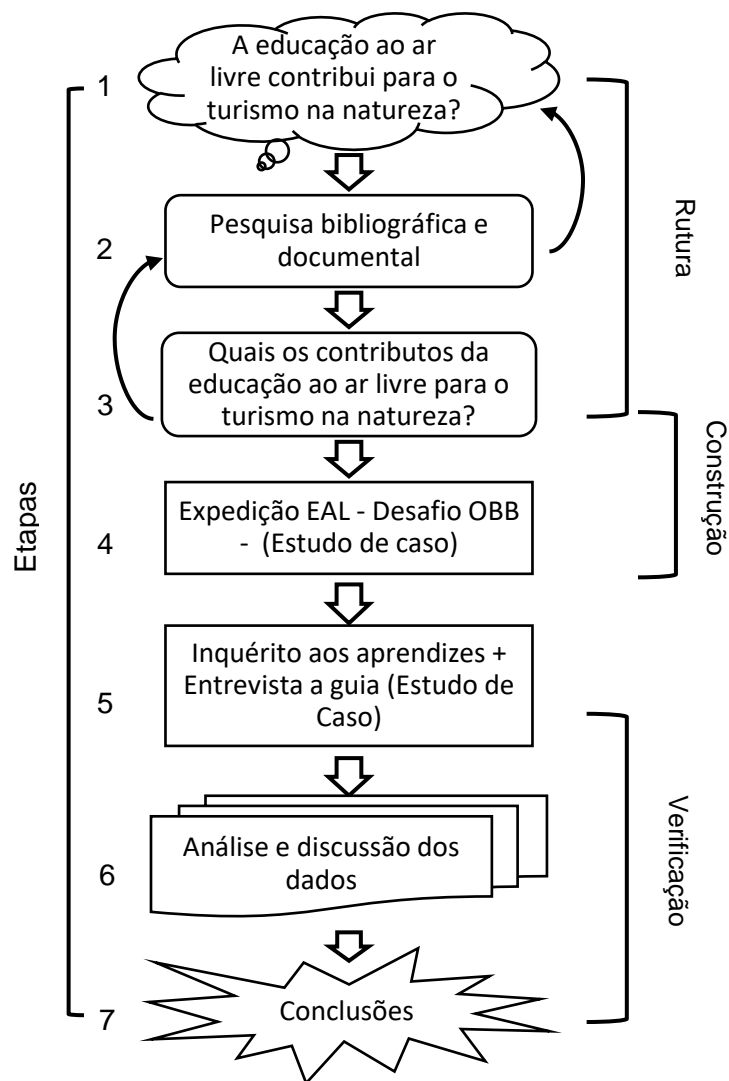 A educação ao ar
livre contribui para o
turismo na natureza?
1
Pesquisa bibliográfica e
documental
2
Quais os contributos da
educação ao ar livre para o
turismo na natureza?
3
Expedição EAL - Desafio OBB
- (Estudo de caso)
4
Inquérito aos aprendizes +
Entrevista a guia (Estudo de
Caso)
5
Análise e discussão dos
dados
6
Conclusões
7
Etapas
Rutura
Construção
Verificação